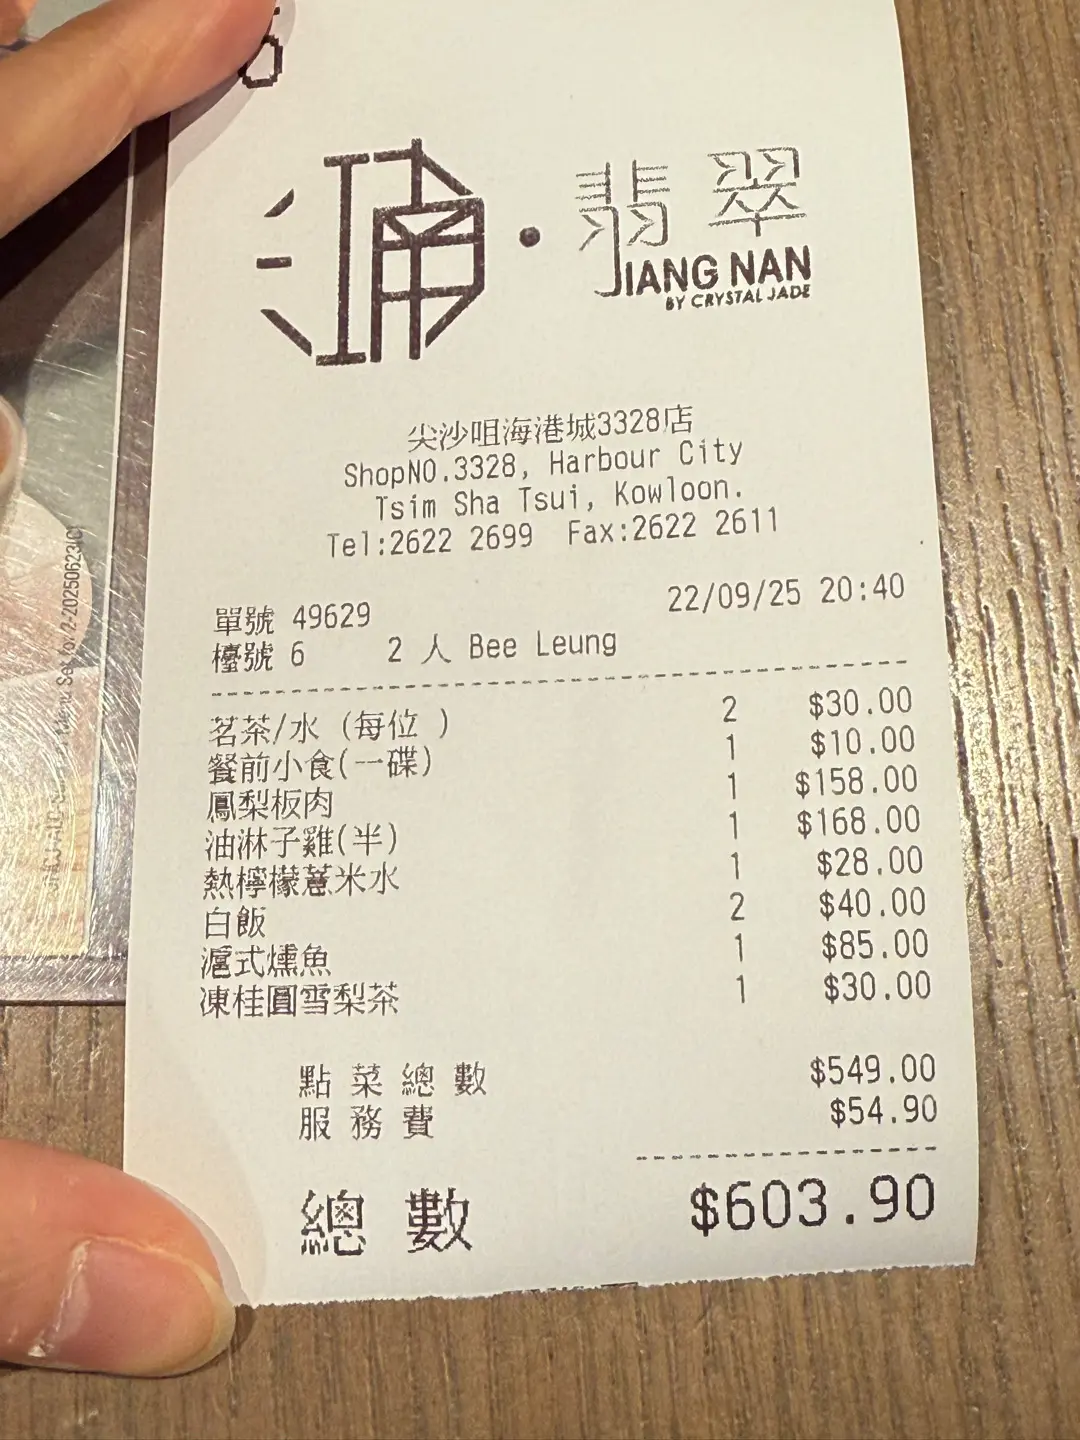 6
江南·翡翠
JIANG NAN
BY CRYSTAL JADE
尖沙咀海港城3328店
ShopNO.3328, Harbour City
Tsim Sha Tsui, Kowloon.
Tel:2622 2699 Fax:2622 2611
單號 49629 22/09/25 20:40
檯號 6 2 人 Bee Leung
茗茶/水 (每位 ) 2 $30.00
餐前小食(一碟) 1 $10.00
鳳梨板肉 1 $158.00
油淋子雞(半) 1 $168.00
熱檸檬薏米水 1 $28.00
白飯 2 $40.00
滬式燻魚 1 $85.00
凍桂圓雪梨茶 1 $30.00
點菜總數 $549.00
服務費 $54.90
總數 $603.90
2-20250623(C)